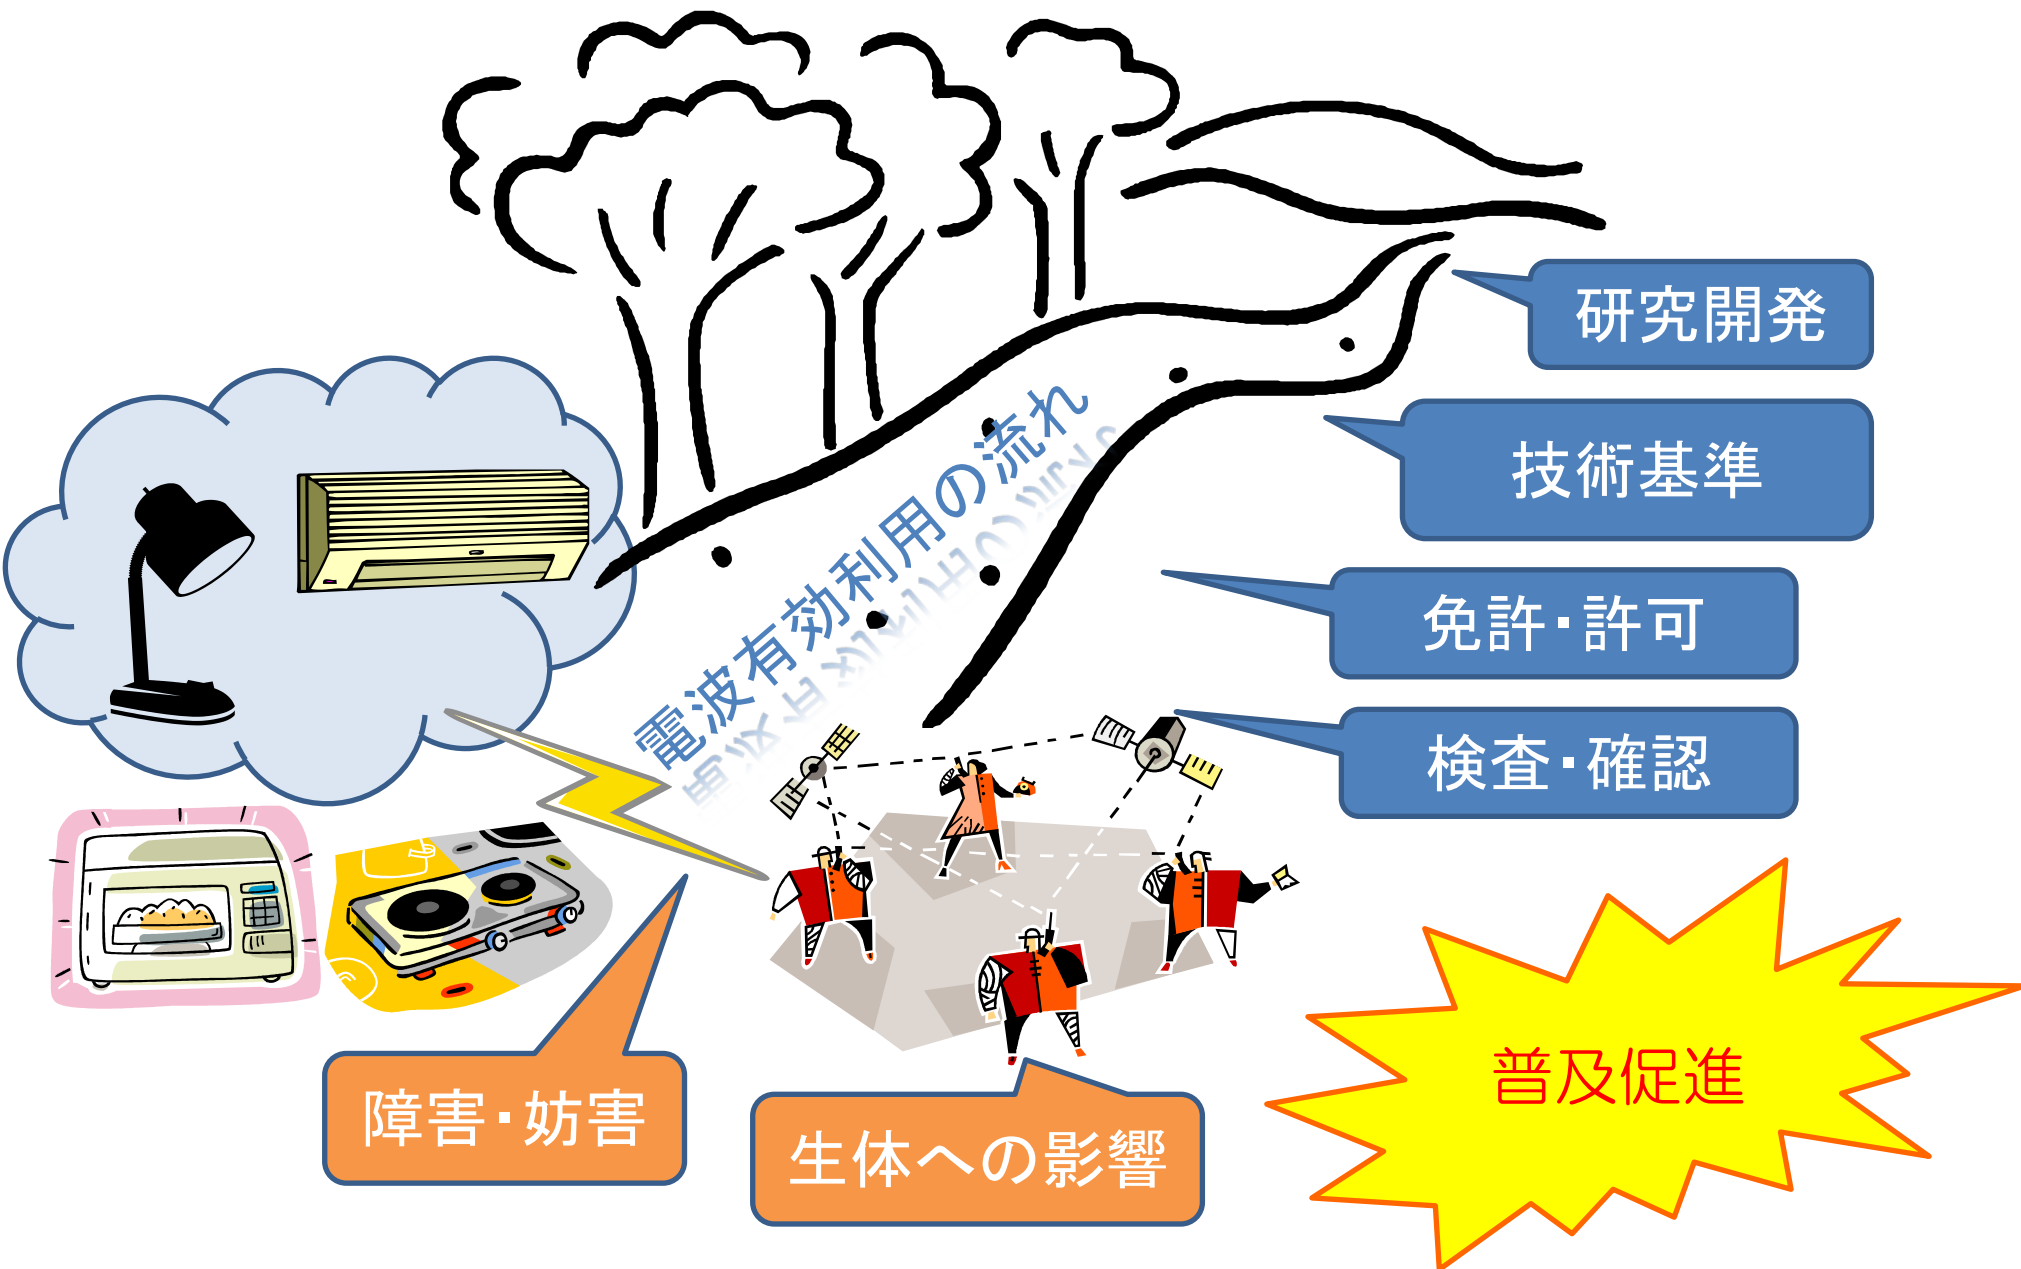 研究開発
技術基準
電波有効利用の流れ
免許・許可
検査・確認
普及促進
障害・妨害
生体への影響